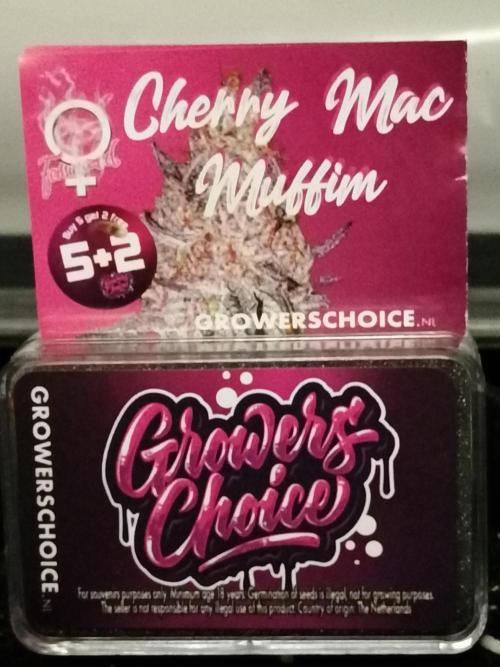 Cherry Mac
Muffim
Buy 5 get 2 free
5+2
GROWERSCHOICE.NL
GROWERSCHOICE.NL
Growers
Choice
For souvenirs purposes only. Minimum age 18 years. Germination of seeds is illegal, not for growing purposes.
The seller is not responsible for any illegal use of this product. Country of origin: The Netherlands